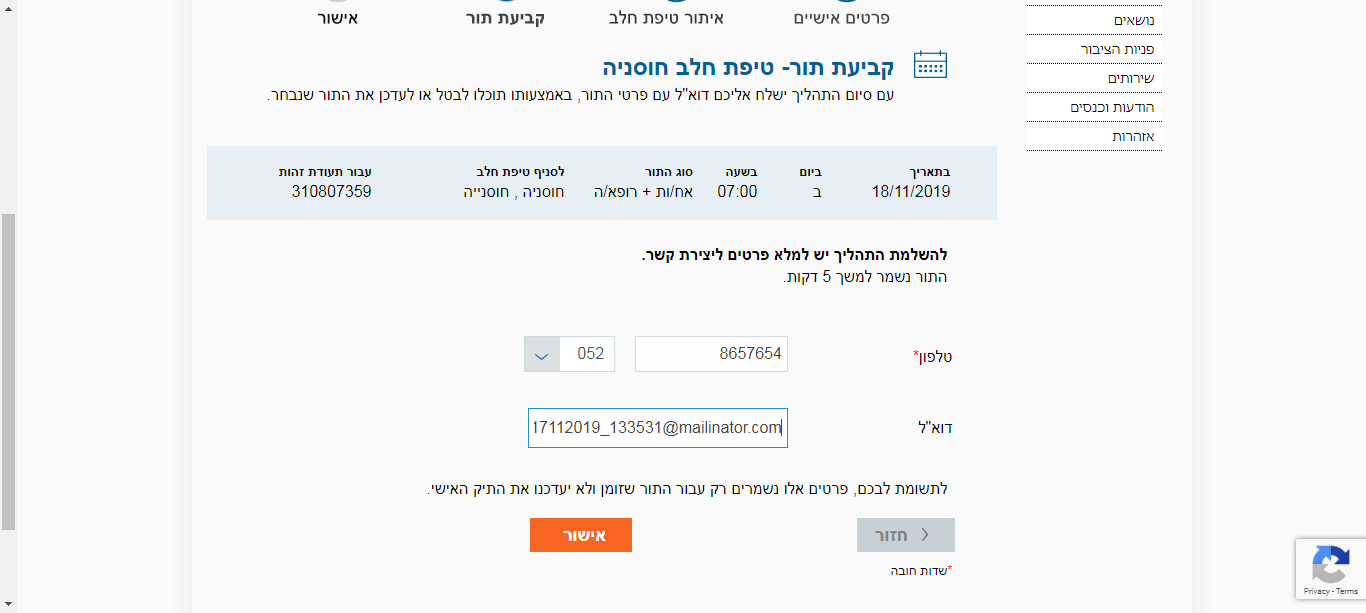 פרטים אישיים
איתור טיפת חלב
קביעת תור
אישור
נושאים
פניות הציבור
שירותים
הודעות וכנסים
אזהרות
קביעת תור- טיפת חלב חוסניה
עם סיום התהליך ישלח אליכם דוא"ל עם פרטי התור, באמצעותו תוכלו לבטל או לעדכן את התור שנבחר.
בתאריך ביום בשעה סוג התור לסניף טיפת חלב עבור תעודת זהות
18/11/2019 ב 07:00 אח/ות + רופא/ה חוסניה , חוסנייה 310807359
להשלמת התהליך יש למלא פרטים ליצירת קשר.
התור נשמר למשך 5 דקות.
טלפון* 8657654 052
דוא"ל 17112019_133531@mailinator.com
לתשומת לבכם, פרטים אלו נשמרים רק עבור התור שזומן ולא יעדכנו את התיק האישי.
חזור
אישור
*שדות חובה
Privacy - Terms